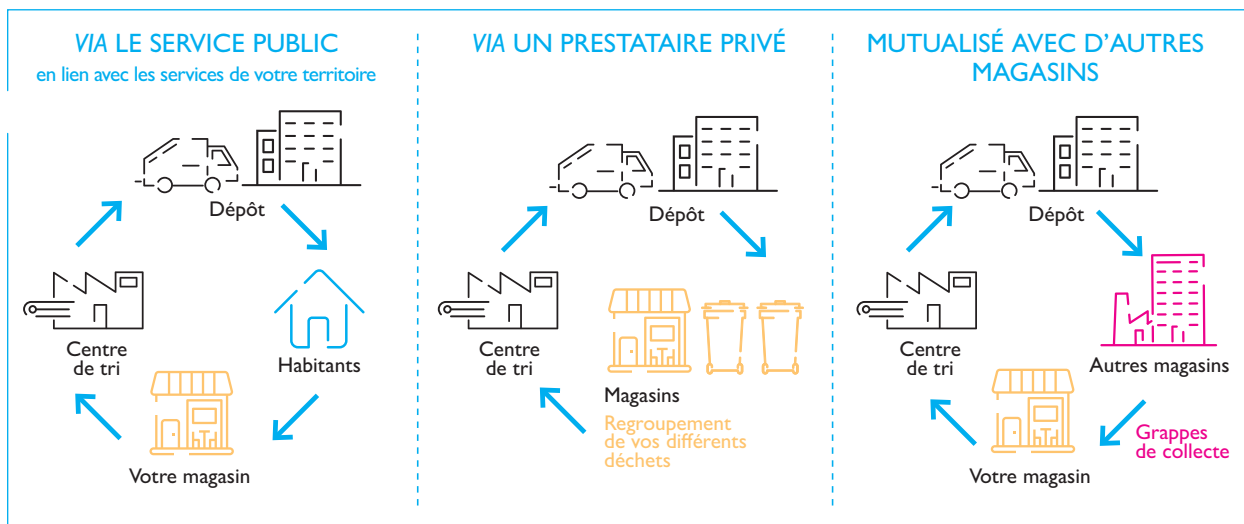 VIA LE SERVICE PUBLIC
en lien avec les services de votre territoire
Dépôt
Centre
de tri
Habitants
Votre magasin
VIA UN PRESTATAIRE PRIVÉ
Dépôt
Centre
de tri
Magasins
Regroupement
de vos différents
déchets
MUTUALISÉ AVEC D'AUTRES
MAGASINS
Dépôt
Centre
de tri
Autres magasins
Grappes
de collecte
Votre magasin